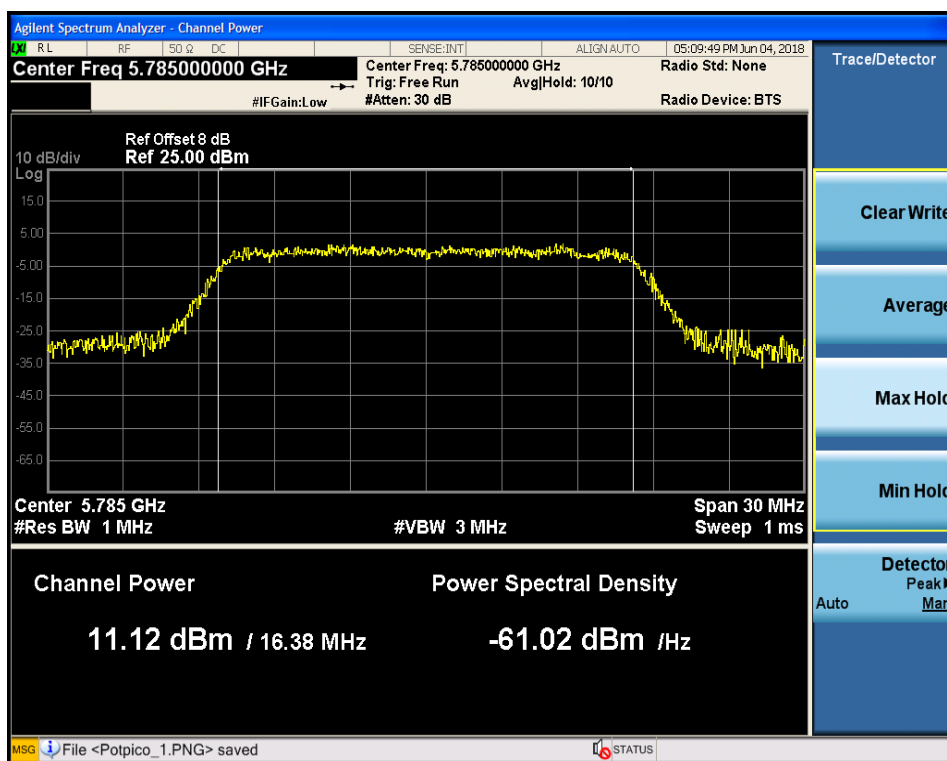 Agilent Spectrum Analyzer - Channel Power
LXI RL RF 50 Ω DC SENSE:INT ALIGN AUTO 05:09:49 PM Jun 04, 2018
Center Freq 5.785000000 GHz
Center Freq: 5.785000000 GHz
Radio Std: None
Trig: Free Run Avg|Hold: 10/10
#IFGain:Low #Atten: 30 dB Radio Device: BTS
Trace/Detector
Ref Offset 8 dB
10 dB/div Ref 25.00 dBm
Log
15.0
5.00
-5.00
-15.0
-25.0
-35.0
-45.0
-55.0
-65.0
Center 5.785 GHz Span 30 MHz
#Res BW 1 MHz #VBW 3 MHz Sweep 1 ms
Clear Write
Average
Max Hold
Min Hold
Detector
Peak
Auto Man
Channel Power Power Spectral Density
11.12 dBm / 16.38 MHz -61.02 dBm /Hz
MSG File <Potpico_1.PNG> saved STATUS